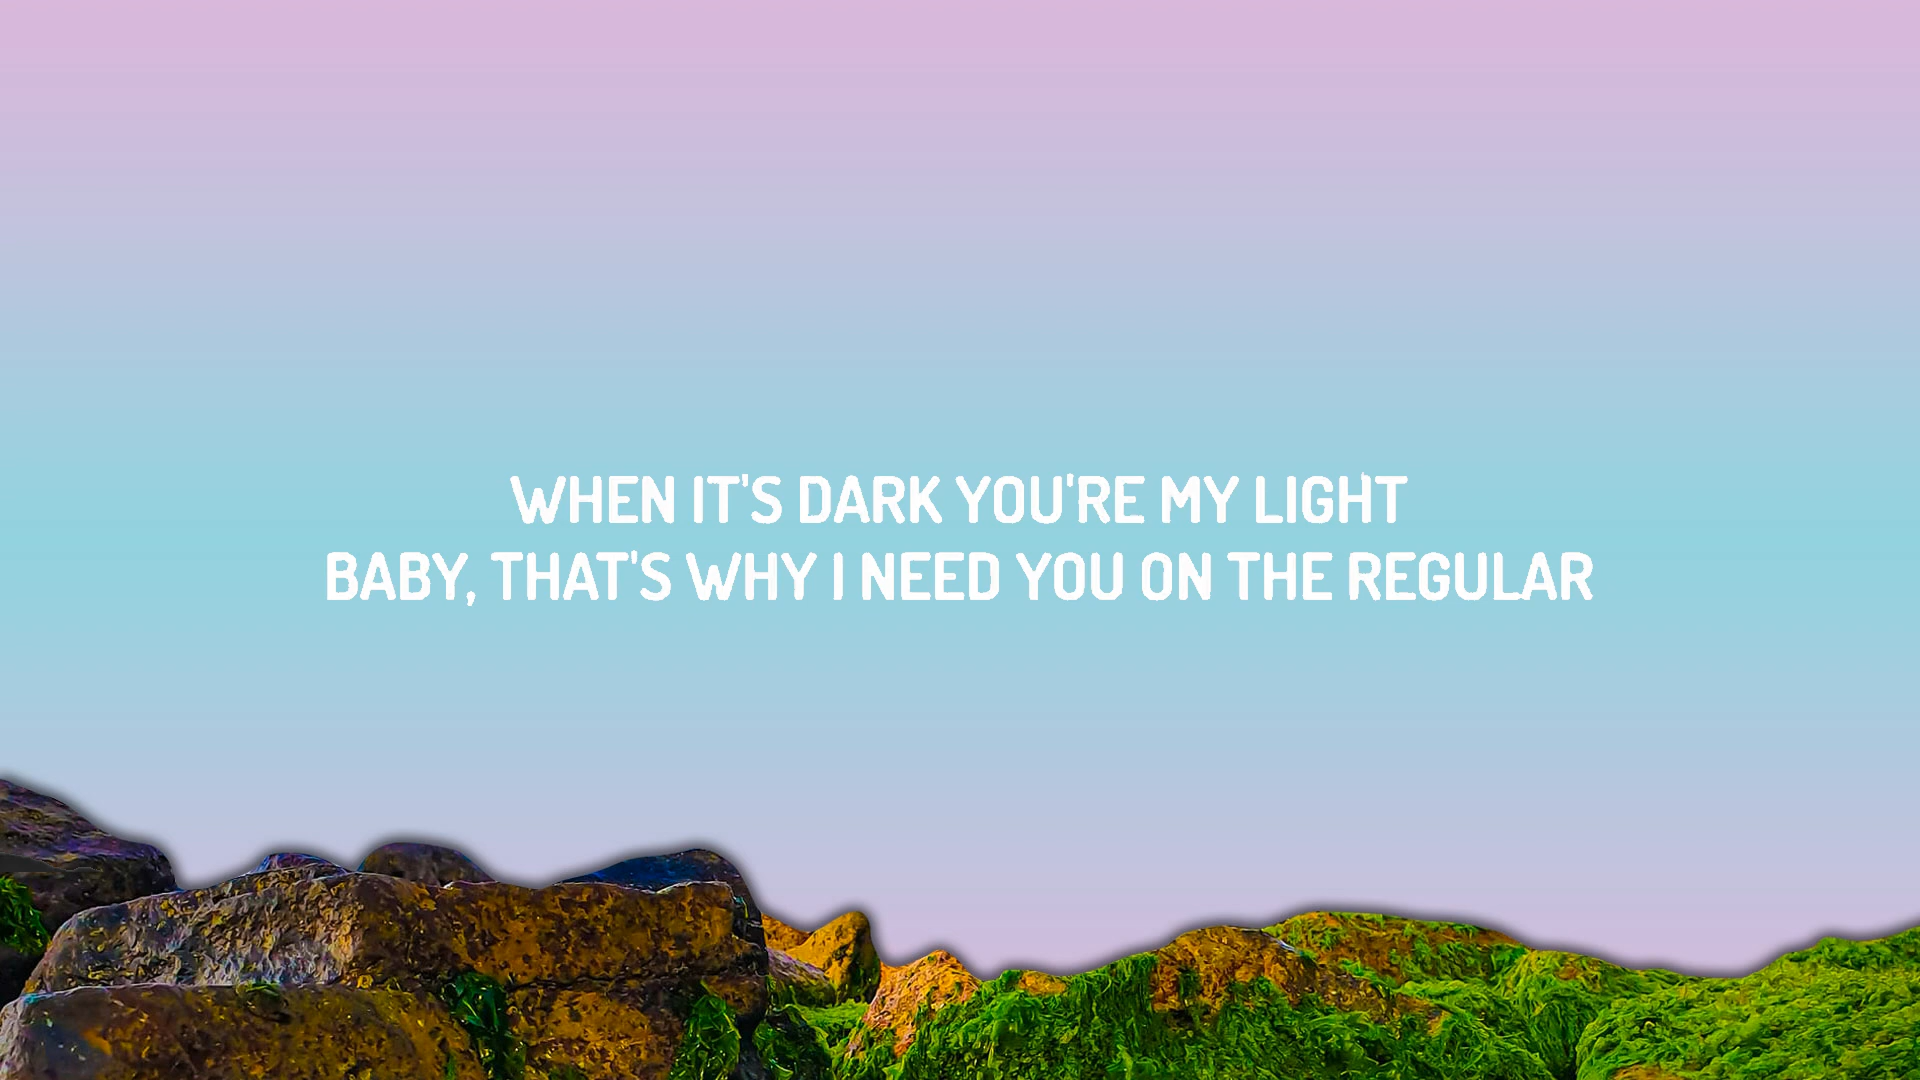 WHEN IT'S DARK YOU'RE MY LIGHT
BABY, THAT'S WHY I NEED YOU ON THE REGULAR